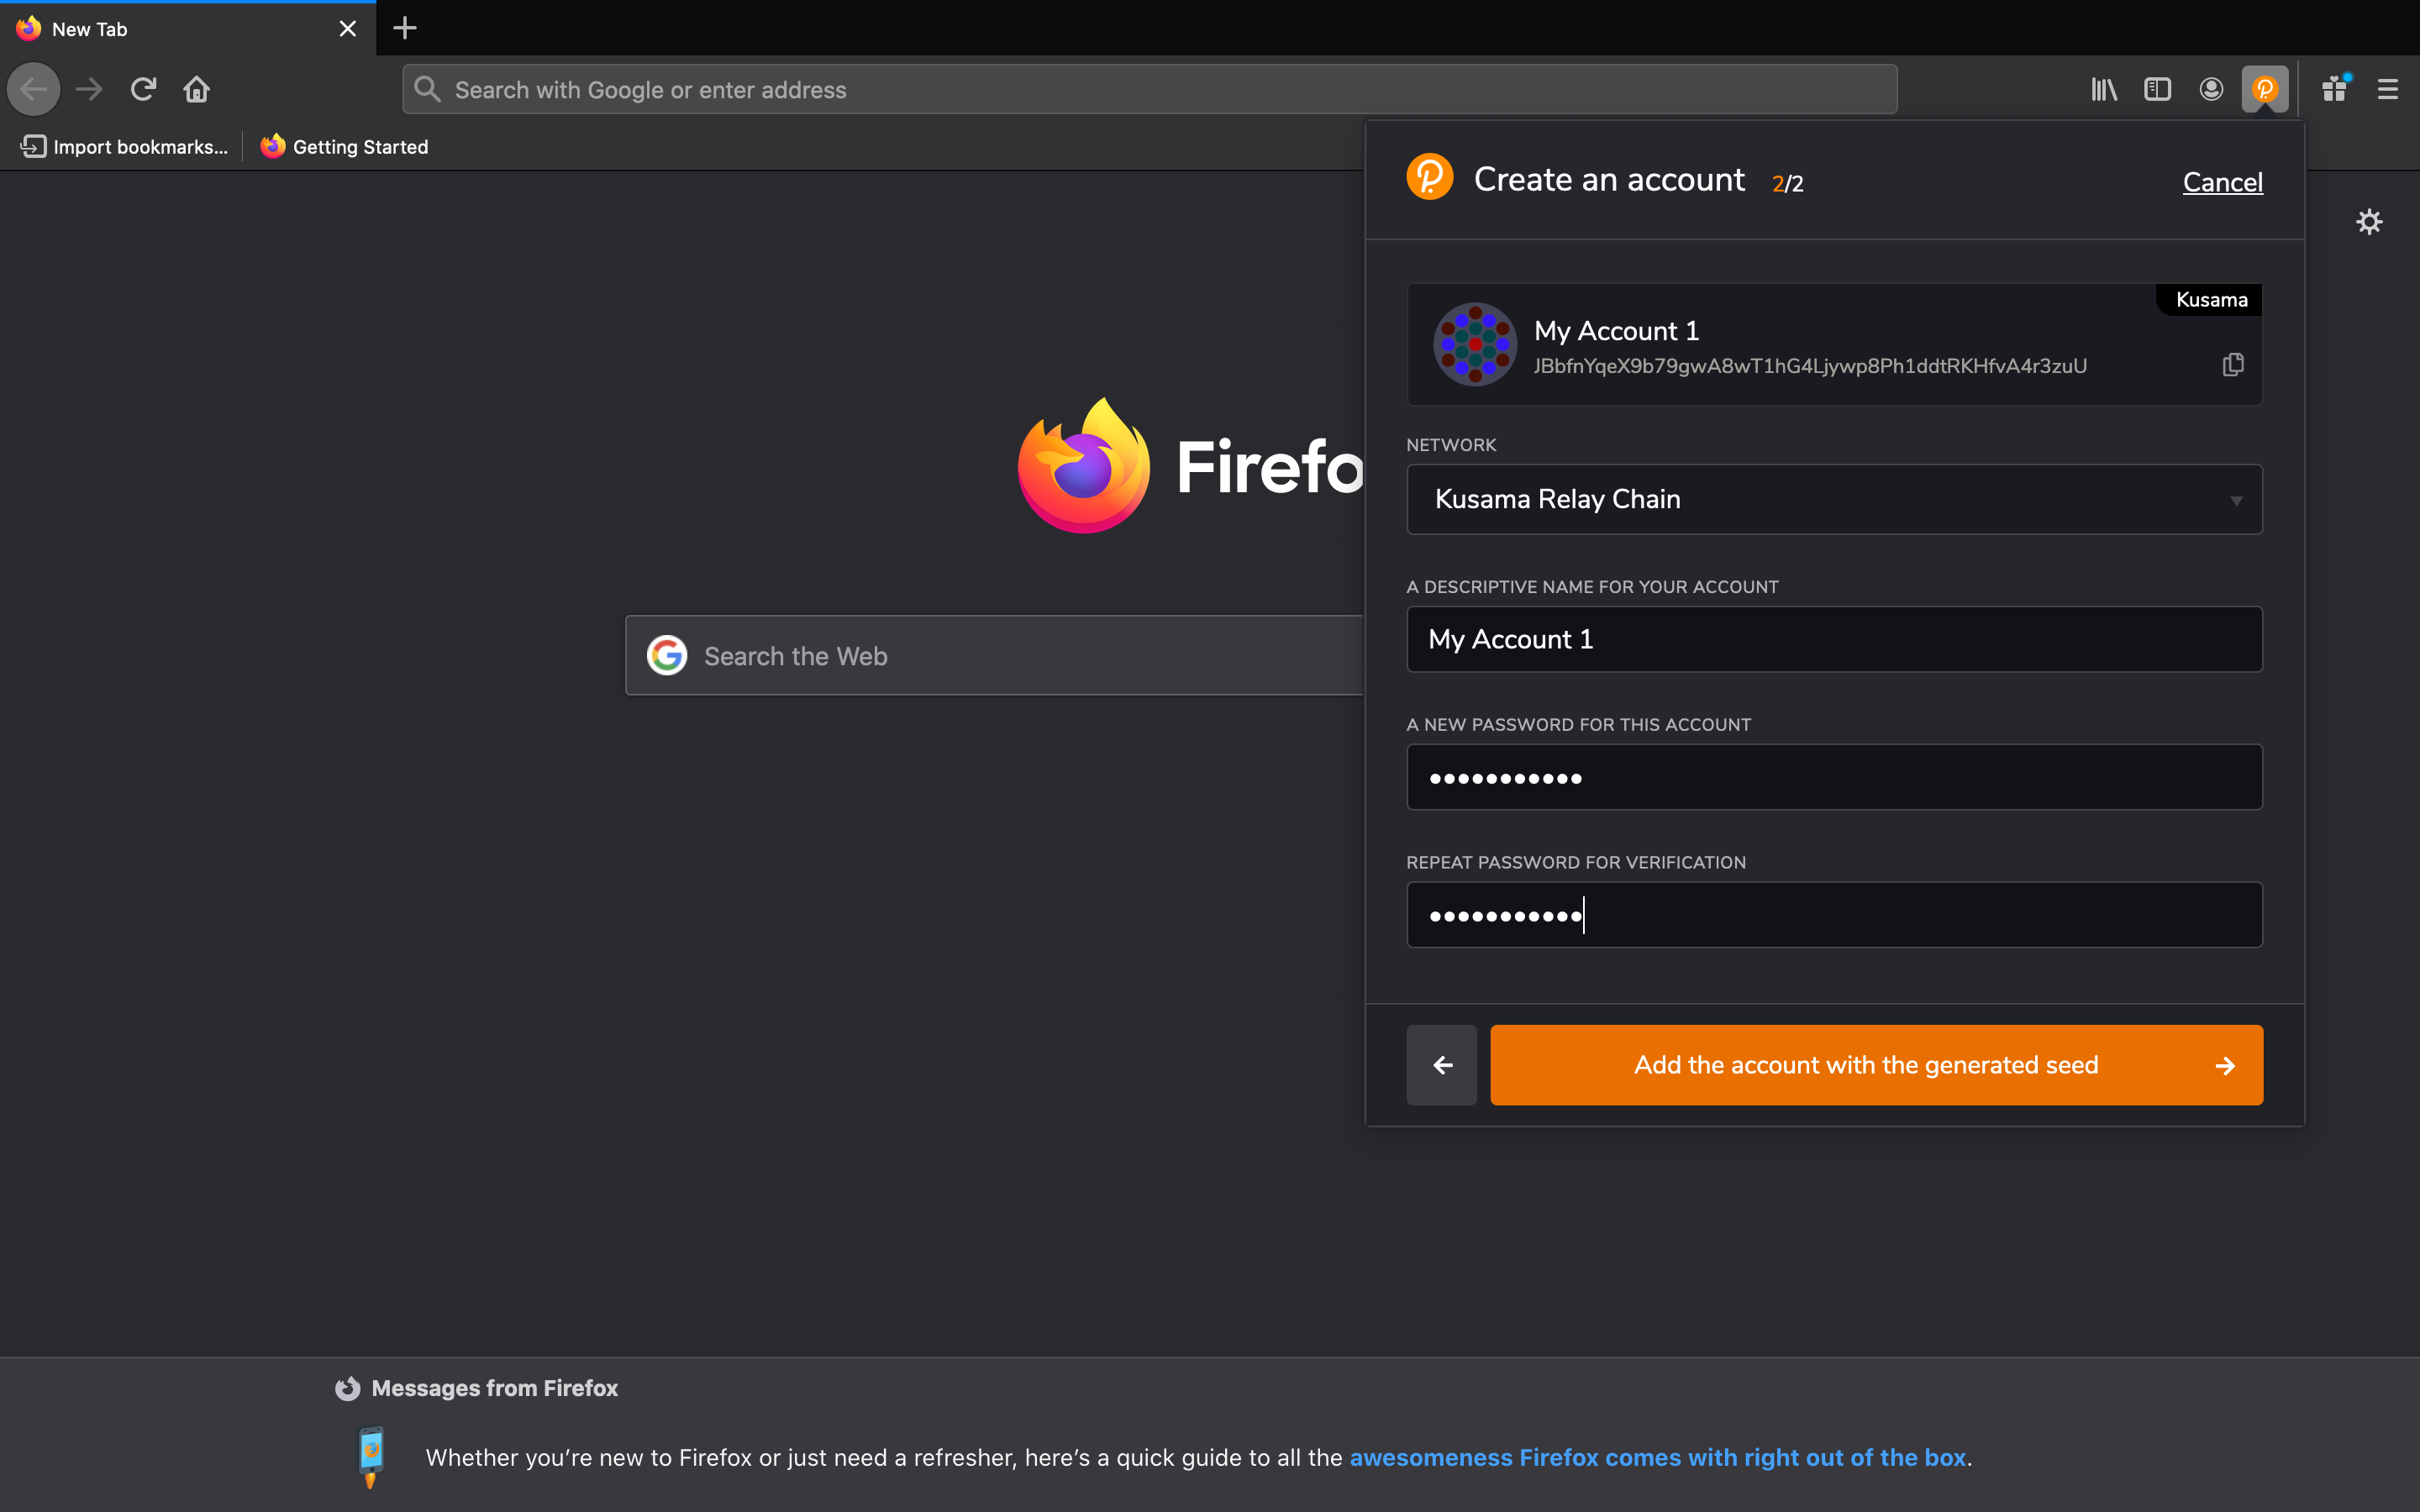 New Tab
Search with Google or enter address
Import bookmarks...
Getting Started
Create an account 2/2
Cancel
Kusama
My Account 1
JBbfnYqeX9b79gwA8wT1hG4Ljywp8Ph1ddtRKHfvA4r3zuU
NETWORK
Kusama Relay Chain
A DESCRIPTIVE NAME FOR YOUR ACCOUNT
My Account 1
A NEW PASSWORD FOR THIS ACCOUNT
•••••••••••
REPEAT PASSWORD FOR VERIFICATION
•••••••••••
Add the account with the generated seed
Firefo
Search the Web
Messages from Firefox
Whether you’re new to Firefox or just need a refresher, here’s a quick guide to all the awesomeness Firefox comes with right out of the box.